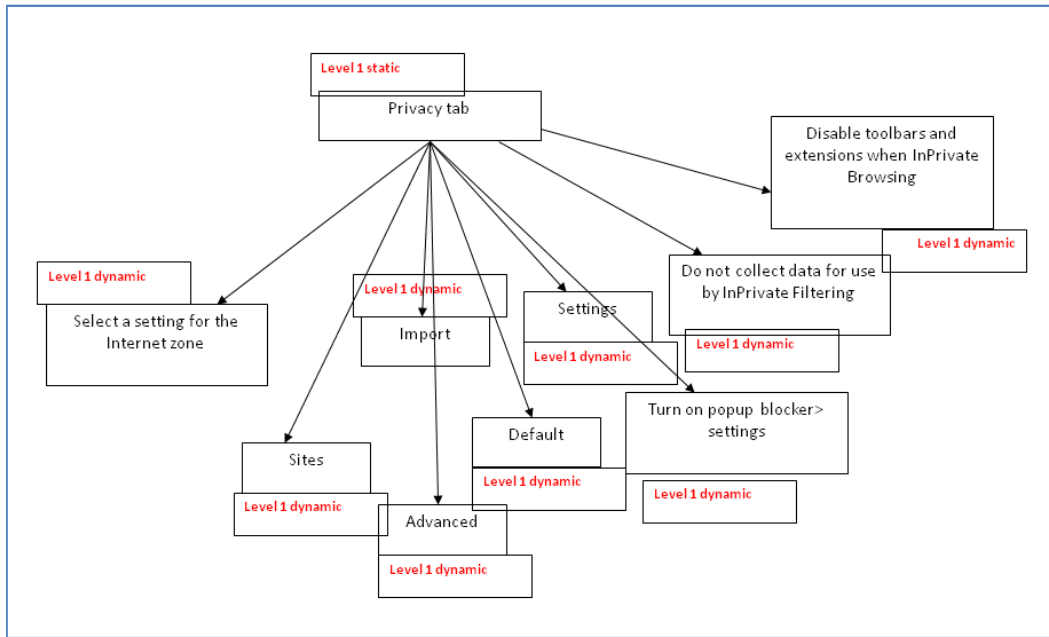 Level 1 static
Privacy tab
Disable toolbars and
extensions when InPrivate
Browsing
Level 1 dynamic
Do not collect data for use
by InPrivate Filtering
Level 1 dynamic
Level 1 dynamic
Select a setting for the
Internet zone
Level 1 dynamic
Import
Settings
Level 1 dynamic
Turn on popup blocker>
settings
Level 1 dynamic
Default
Level 1 dynamic
Sites
Level 1 dynamic
Advanced
Level 1 dynamic